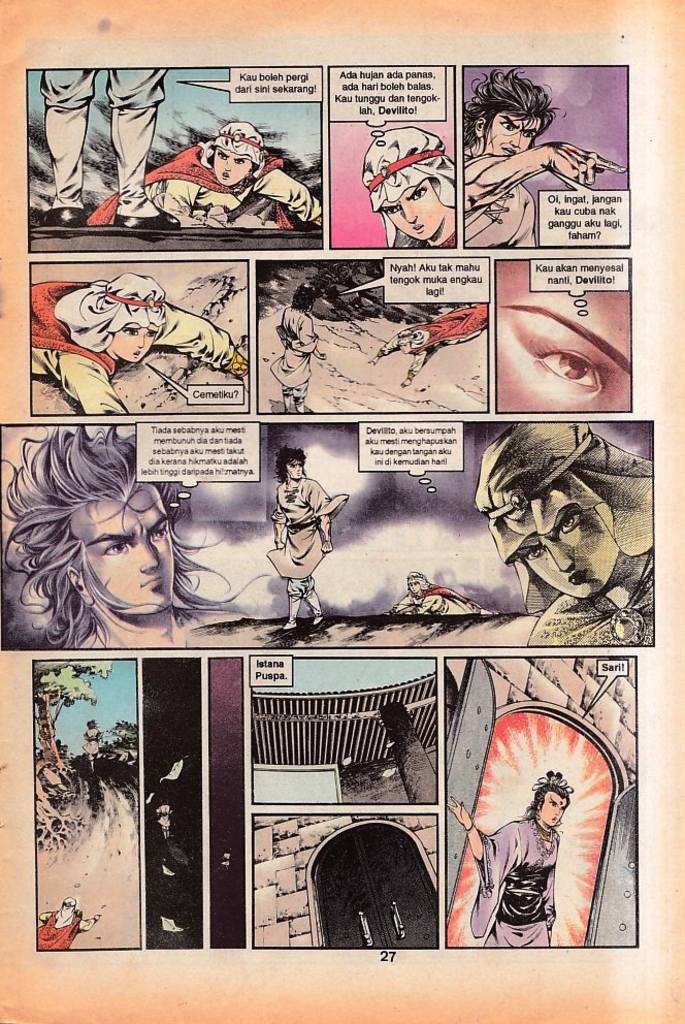 Kau boleh pergi
dari sini sekarang!
Ada hujan ada panas,
ada hari boleh balas.
Kau tunggu dan tengok-
lah, Devilito!
Oi, ingat, jangan
kau cuba nak
ganggu aku lagi,
faham?
Cemetiku?
Nyah! Aku tak mahu
tengok muka engkau
lagi!
Kau akan menyesal
nanti, Devilito!
Tiada sebabnya aku mesti
membunuh dia dan tiada
sebabnya aku mesti takut
dia kerana hikmatku adalah
lebih tinggi daripada hikmatnya.
Devilito, aku bersumpah
aku mesti menghapuskan
kau dengan tangan aku
ini di kemudian hari!
Istana
Puspa.
Sari!
27